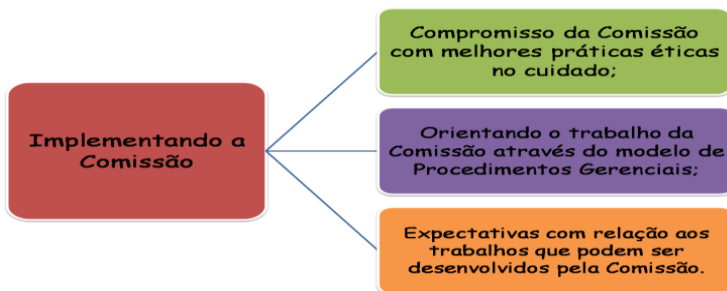 Implementando a
Comissão
Compromisso da Comissão
com melhores práticas éticas
no cuidado;
Orientando o trabalho da
Comissão através do modelo de
Procedimentos Gerenciais;
Expectativas com relação aos
trabalhos que podem ser
desenvolvidos pela Comissão.